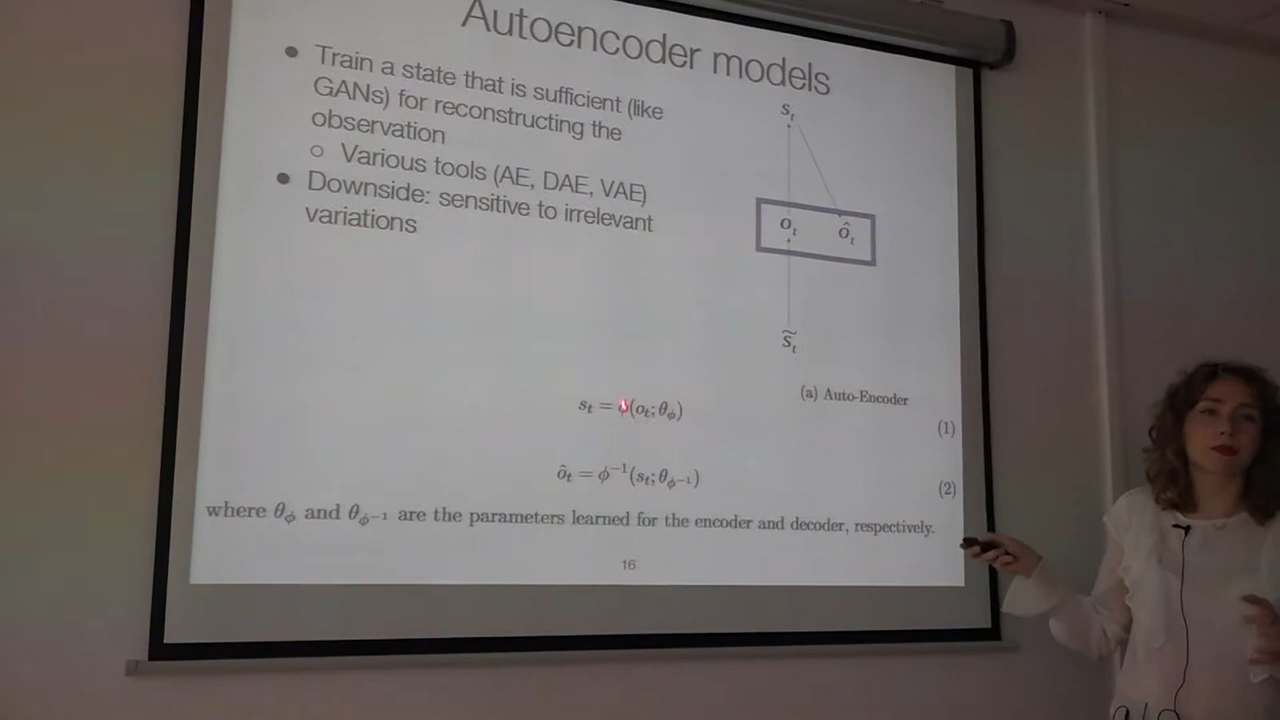 Autoencoder models
● Train a state that is sufficient (like
GANs) for reconstructing the
observation
○ Various tools (AE, DAE, VAE)
● Downside: sensitive to irrelevant
variations
s_t
o_t ô_t
s̃_t
(a) Auto-Encoder
s_t = ϕ(o_t; θ_ϕ)
(1)
ô_t = ϕ⁻¹(s_t; θ_ϕ⁻¹)
(2)
where θ_ϕ and θ_ϕ⁻¹ are the parameters learned for the encoder and decoder, respectively.
16